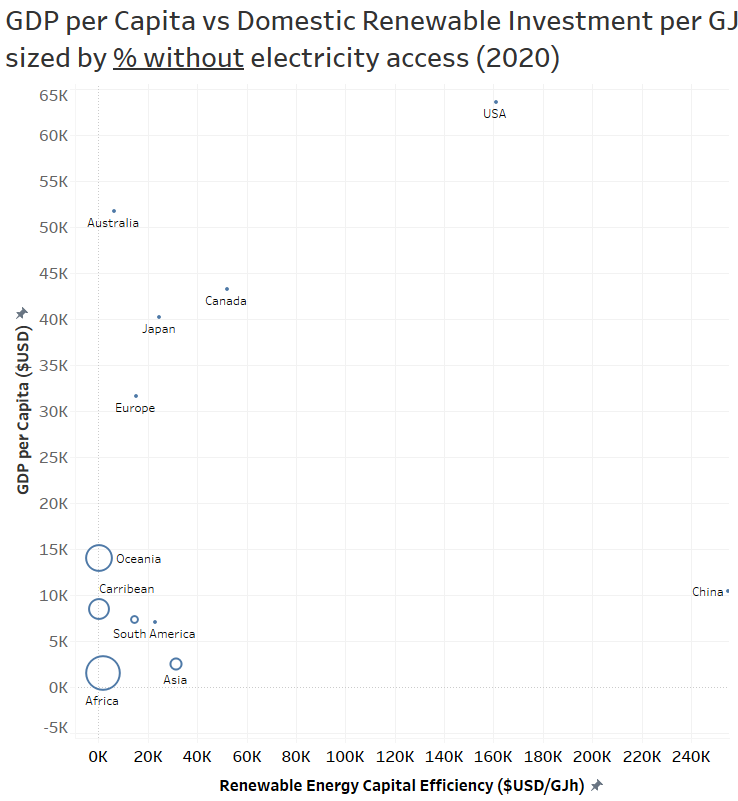 GDP per Capita vs Domestic Renewable Investment per GJ
sized by % without electricity access (2020)
65K
60K
55K
50K
45K
40K
35K
30K
25K
20K
15K
10K
5K
0K
-5K
GDP per Capita ($USD)
USA
Australia
Canada
Japan
Europe
Oceania
Carribean
China
South America
Asia
Africa
0K 20K 40K 60K 80K 100K 120K 140K 160K 180K 200K 220K 240K
Renewable Energy Capital Efficiency ($USD/GJh)